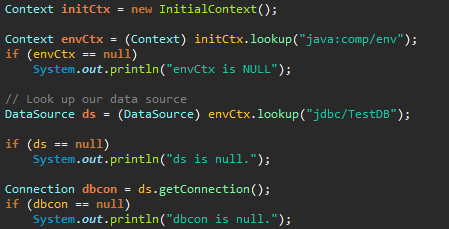 Context initCtx = new InitialContext();
Context envCtx = (Context) initCtx.lookup("java:comp/env");
if (envCtx == null)
System.out.println("envCtx is NULL");
// Look up our data source
DataSource ds = (DataSource) envCtx.lookup("jdbc/TestDB");
if (ds == null)
System.out.println("ds is null.");
Connection dbcon = ds.getConnection();
if (dbcon == null)
System.out.println("dbcon is null.");